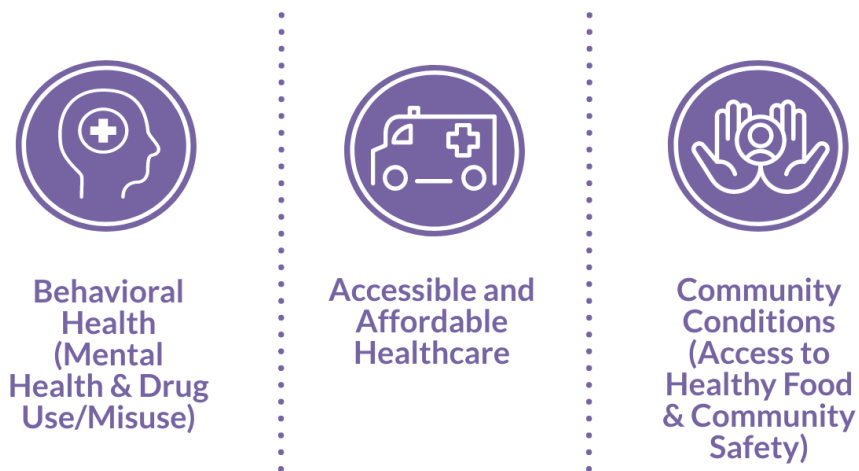 Behavioral
Health
(Mental
Health & Drug
Use/Misuse)
Accessible and
Affordable
Healthcare
Community
Conditions
(Access to
Healthy Food
& Community
Safety)